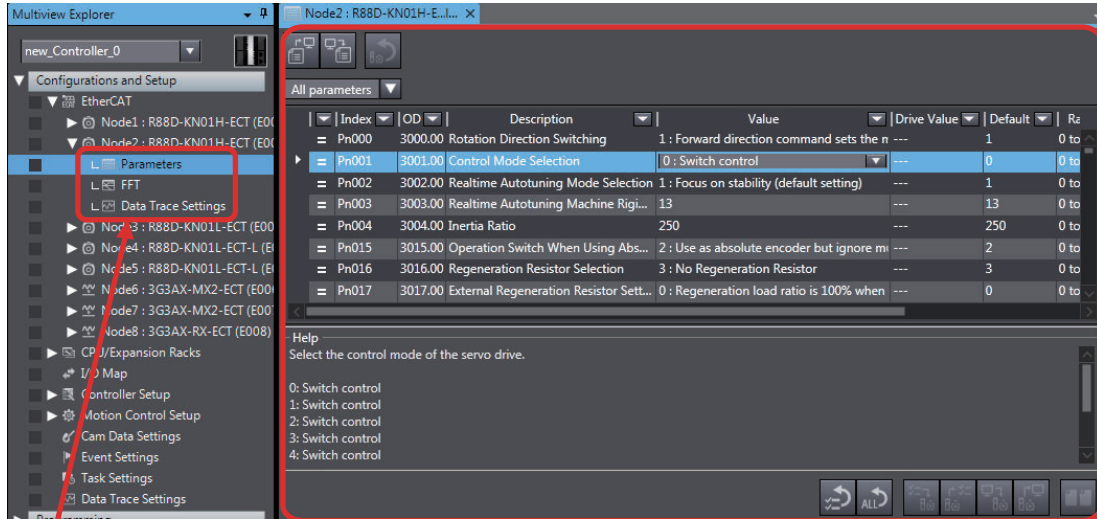 Multiview Explorer
new_Controller_0
Configurations and Setup
EtherCAT
Node1 : R88D-KN01H-ECT (E00
Node2 : R88D-KN01H-ECT (E00
Parameters
FFT
Data Trace Settings
Node3 : R88D-KN01L-ECT (E00
Node4 : R88D-KN01L-ECT-L (E
Node5 : R88D-KN01L-ECT-L (E
Node6 : 3G3AX-MX2-ECT (E00
Node7 : 3G3AX-MX2-ECT (E00
Node8 : 3G3AX-RX-ECT (E008)
CPU/Expansion Racks
I/O Map
Controller Setup
Motion Control Setup
Cam Data Settings
Event Settings
Task Settings
Data Trace Settings
Programming
Node2 : R88D-KN01H-E...l...
All parameters
Index OD Description Value Drive Value Default Ra
= Pn000 3000.00 Rotation Direction Switching 1 : Forward direction command sets the n --- 1 0 to
= Pn001 3001.00 Control Mode Selection 0 : Switch control --- 0 0 to
= Pn002 3002.00 Realtime Autotuning Mode Selection 1 : Focus on stability (default setting) --- 1 0 to
= Pn003 3003.00 Realtime Autotuning Machine Rigi... 13 --- 13 0 to
= Pn004 3004.00 Inertia Ratio 250 --- 250 0 to
= Pn015 3015.00 Operation Switch When Using Abs... 2 : Use as absolute encoder but ignore mu --- 2 0 to
= Pn016 3016.00 Regeneration Resistor Selection 3 : No Regeneration Resistor --- 3 0 to
= Pn017 3017.00 External Regeneration Resistor Sett... 0 : Regeneration load ratio is 100% when --- 0 0 to
Help
Select the control mode of the servo drive.
0: Switch control
1: Switch control
2: Switch control
3: Switch control
4: Switch control
ALL